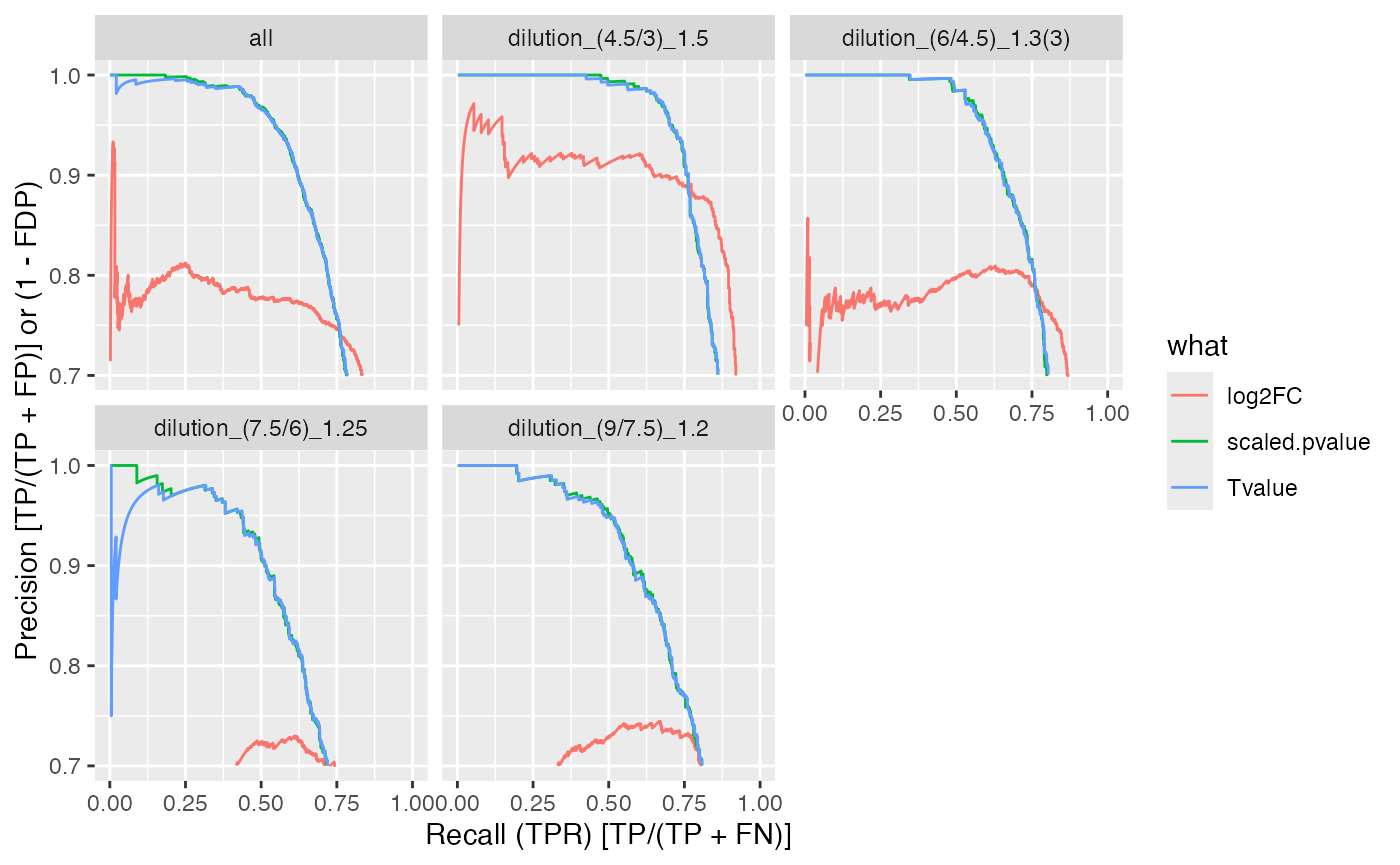 all
dilution_(4.5/3)_1.5
dilution_(6/4.5)_1.3(3)
1.0
0.9
0.8
0.7
0.00 0.25 0.50 0.75 1.00
dilution_(7.5/6)_1.25
dilution_(9/7.5)_1.2
1.0
0.9
0.8
0.7
0.00 0.25 0.50 0.75 1.00
0.00 0.25 0.50 0.75 1.00
Recall (TPR) [TP/(TP + FN)]
Precision [TP/(TP + FP)] or (1 - FDP)
what
log2FC
scaled.pvalue
Tvalue